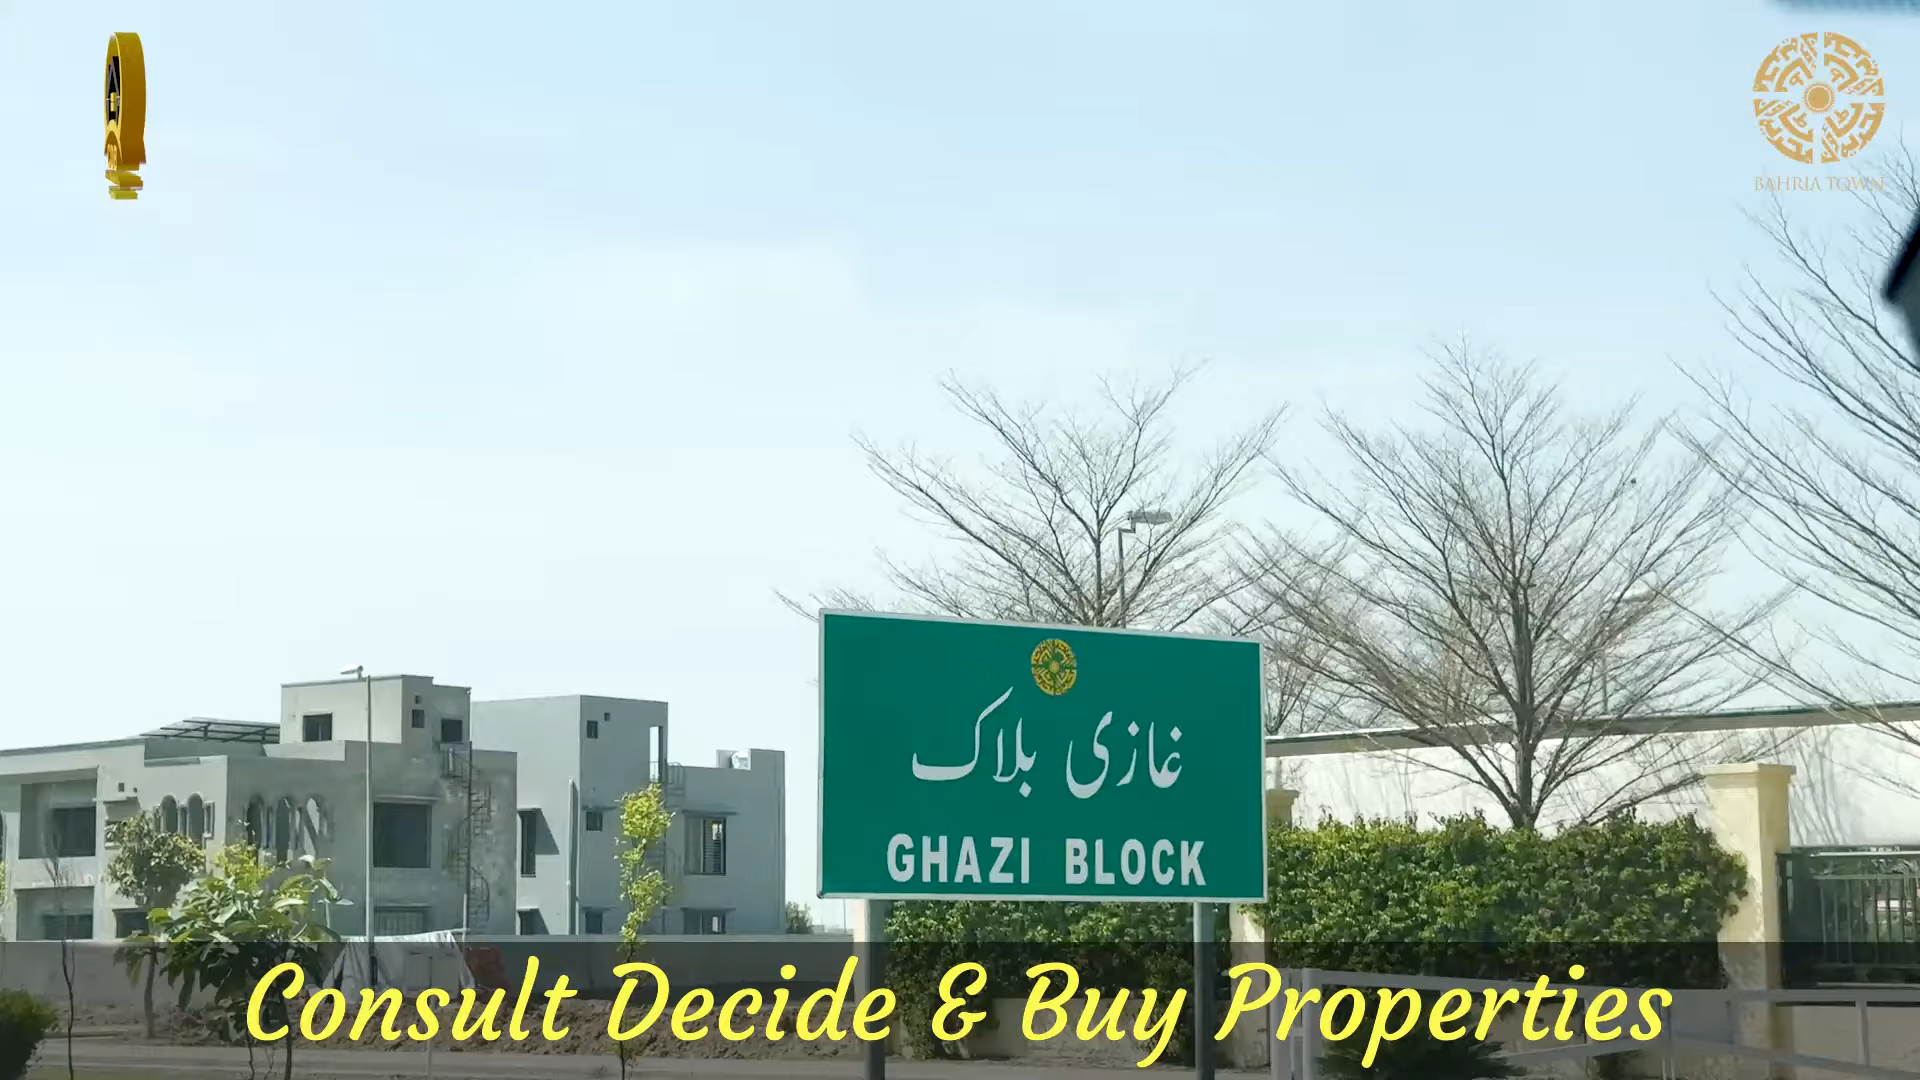 BAHRIA TOWN
غازی بلاک
GHAZI BLOCK
Consult Decide & Buy Properties